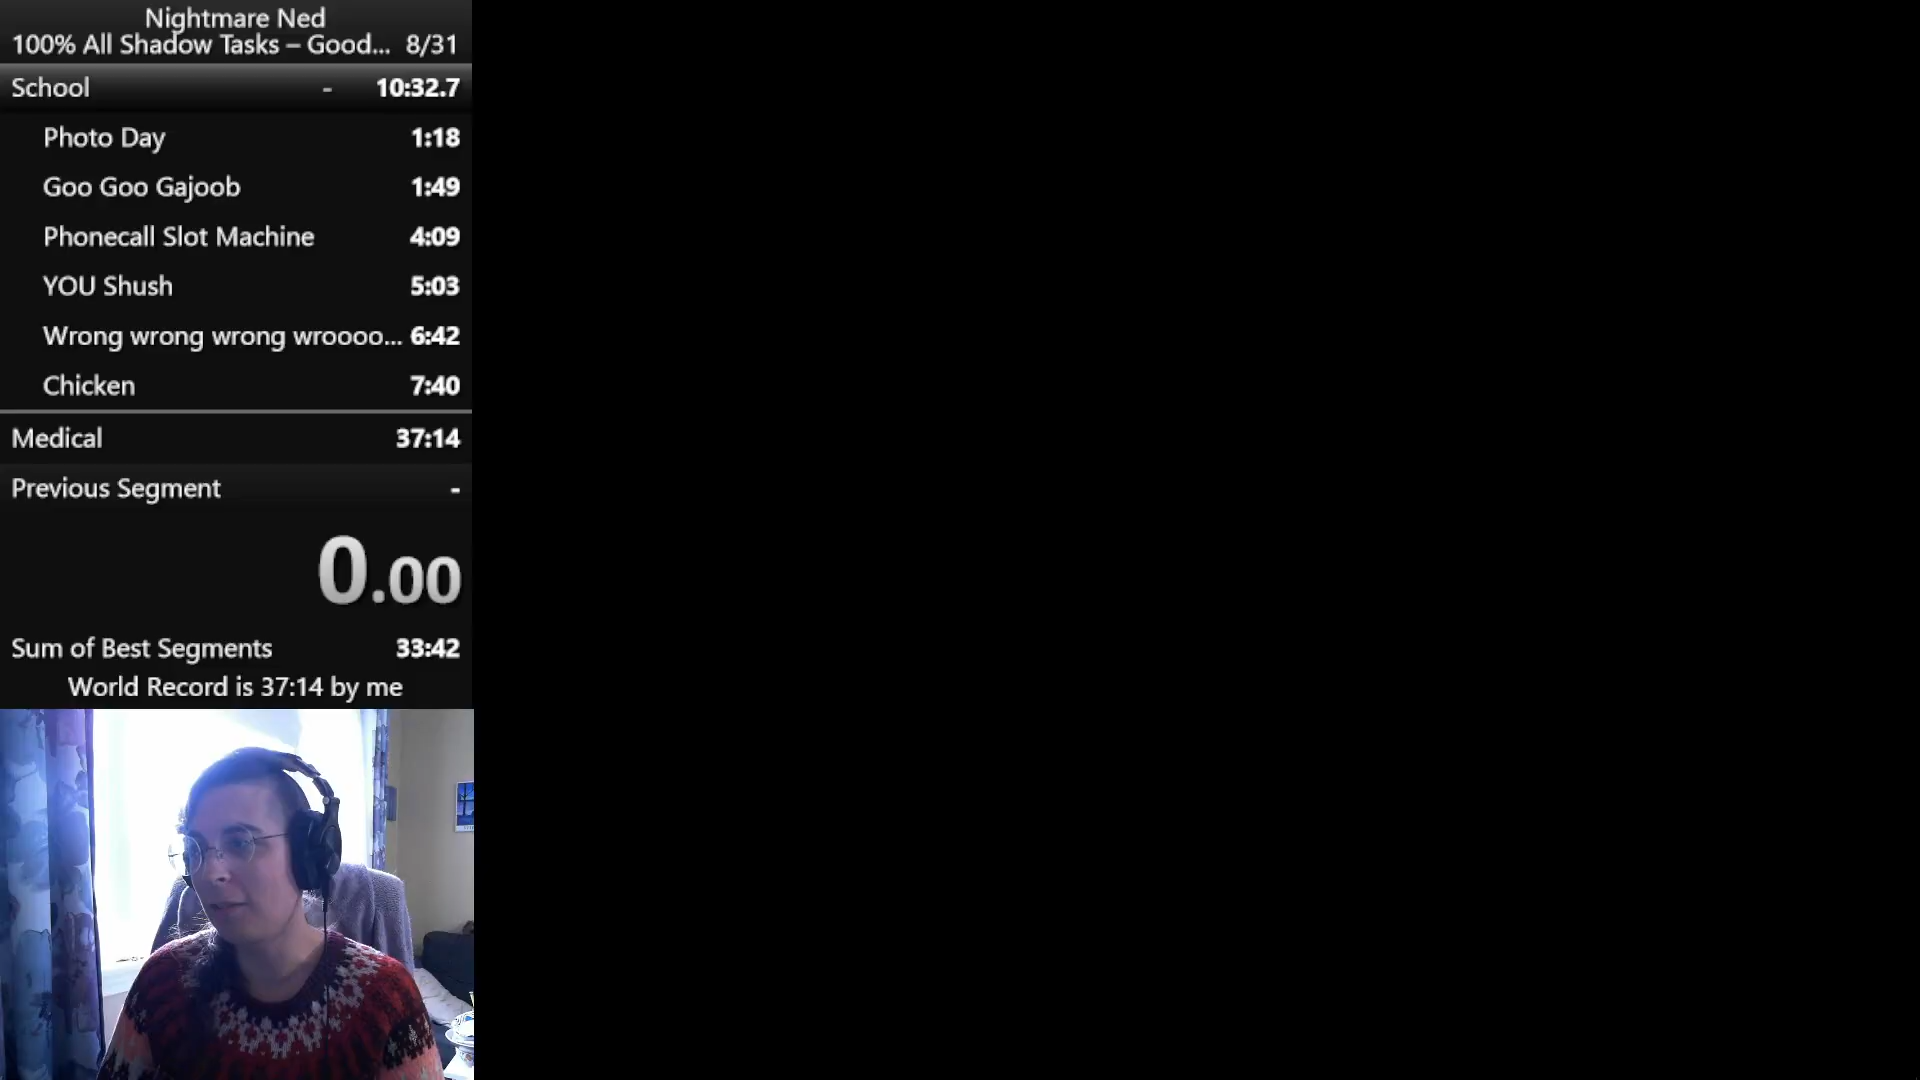 Nightmare Ned
100% All Shadow Tasks – Good... 8/31
School - 10:32.7
Photo Day 1:18
Goo Goo Gajoob 1:49
Phonecall Slot Machine 4:09
YOU Shush 5:03
Wrong wrong wrong wroooo... 6:42
Chicken 7:40
Medical 37:14
Previous Segment -
0.00
Sum of Best Segments 33:42
World Record is 37:14 by me